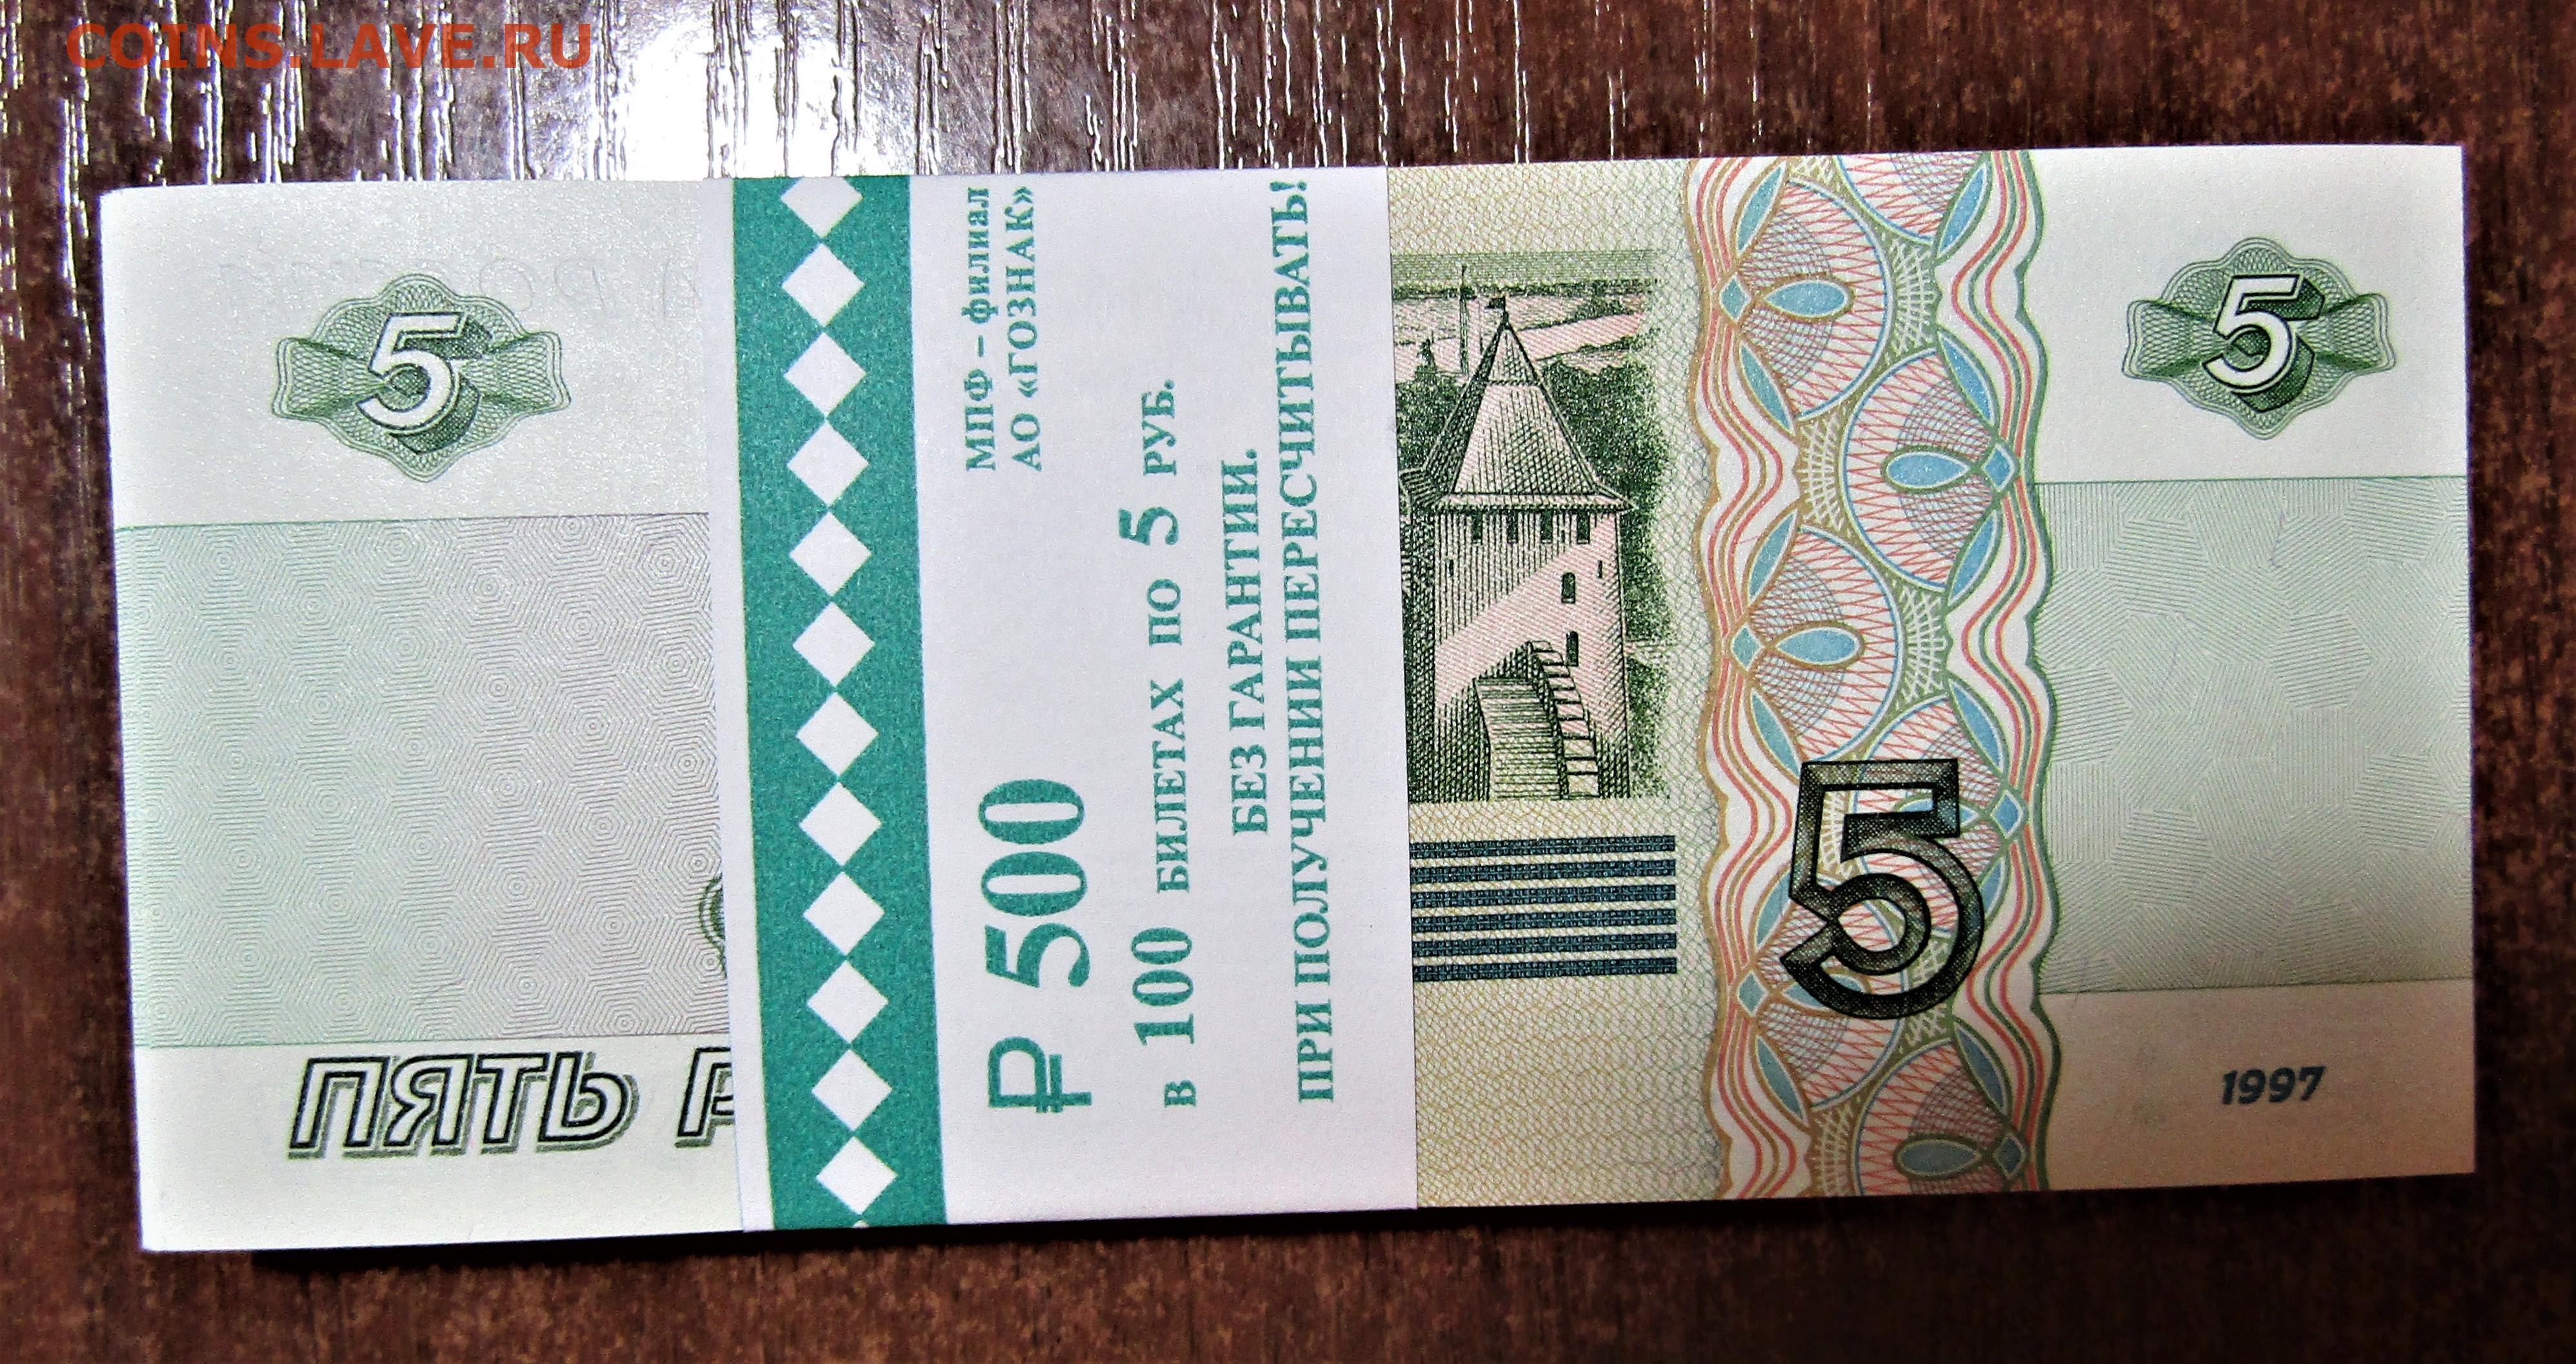 COINS.LAVE.RU
5
ПЯТЬ Р
МПФ – филиал
АО «ГОЗНАК»
₽ 500
в 100 БИЛЕТАХ ПО 5 РУБ.
БЕЗ ГАРАНТИИ.
ПРИ ПОЛУЧЕНИИ ПЕРЕСЧИТЫВАТЬ!
5
5
1997